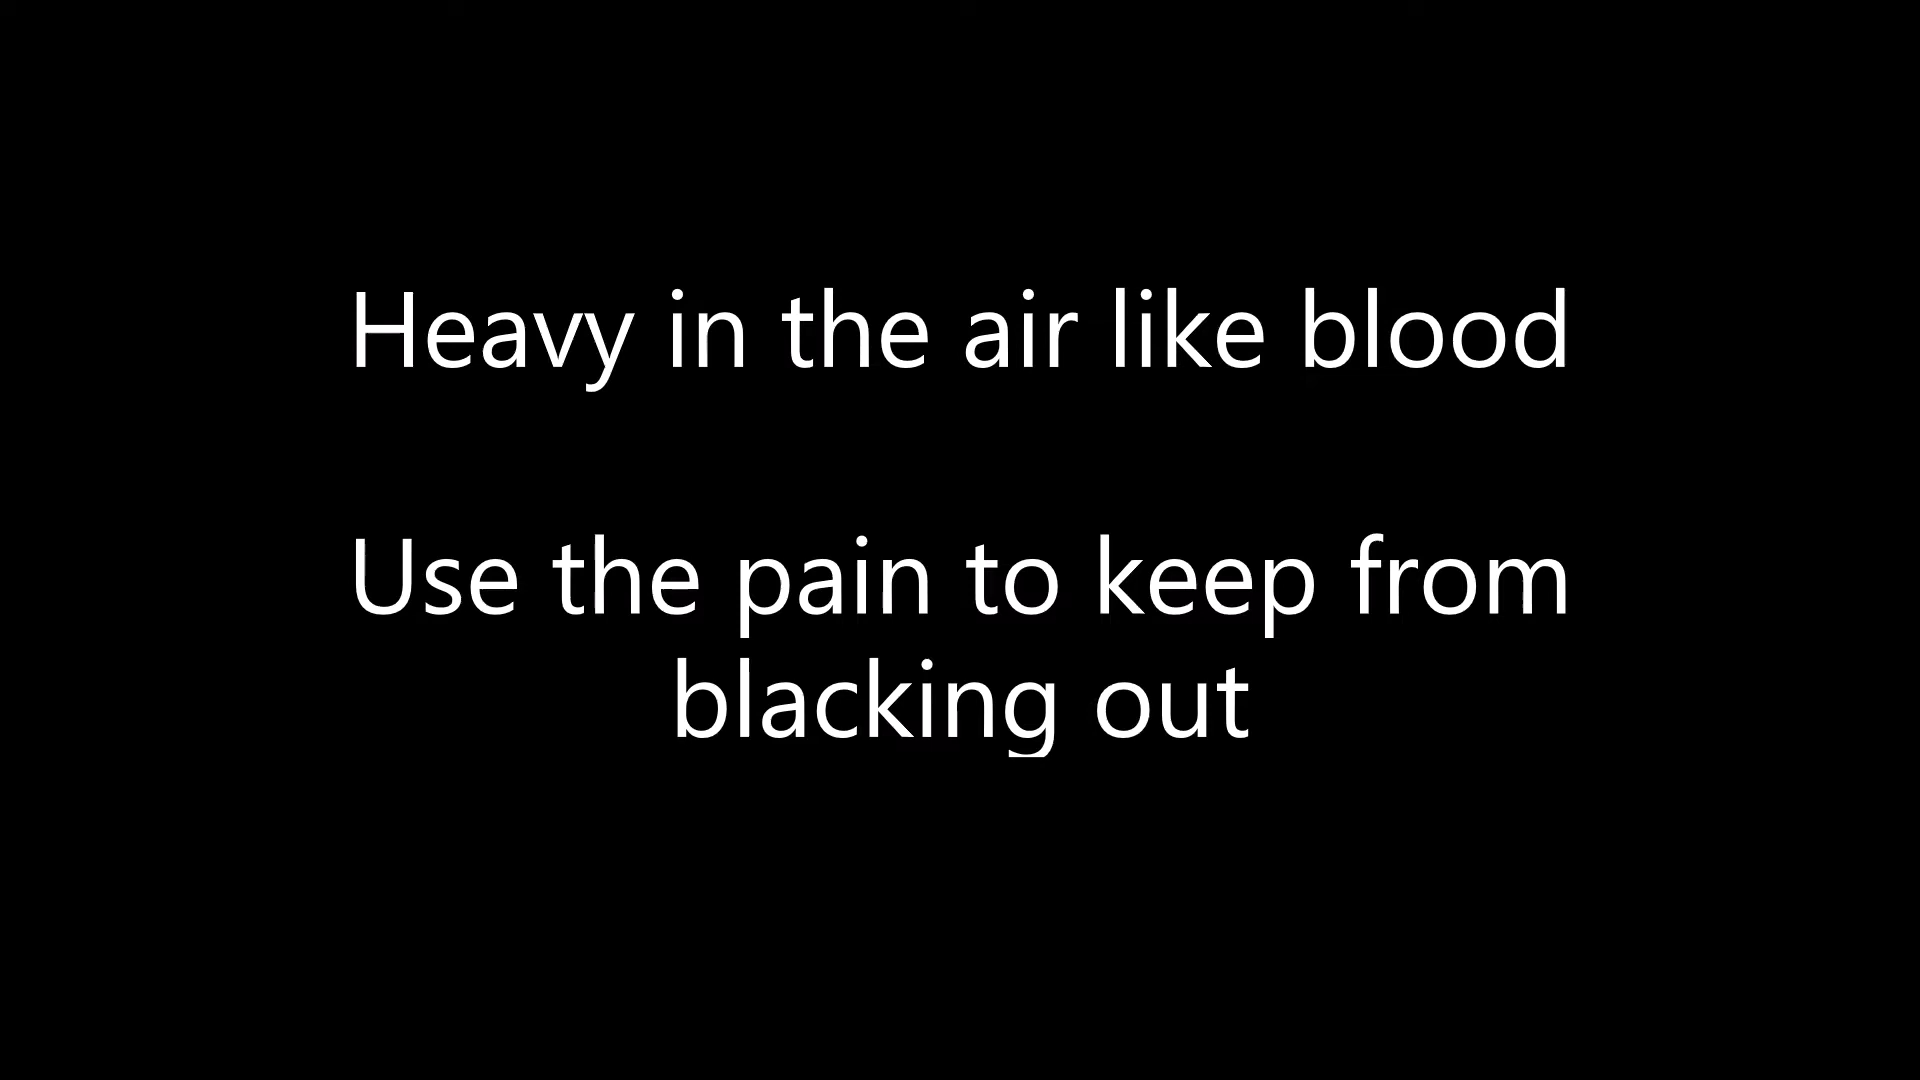 Heavy in the air like blood
Use the pain to keep from
blacking out